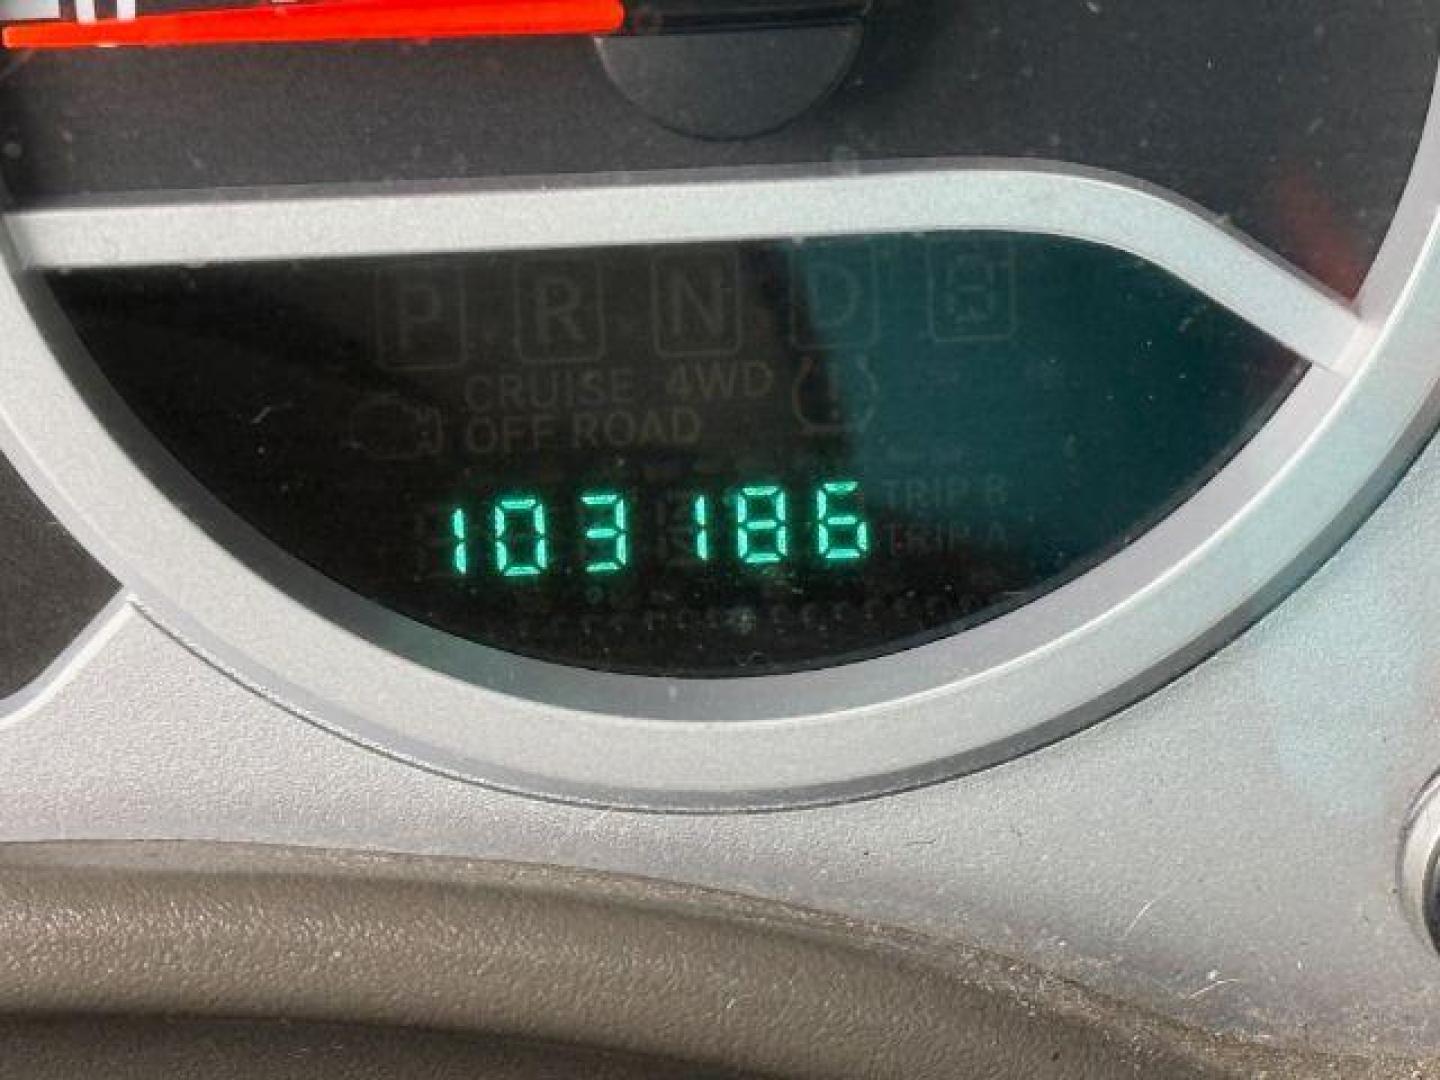 P R N D
CRUISE 4WD
OFF ROAD
103186
TRIP B
TRIP A